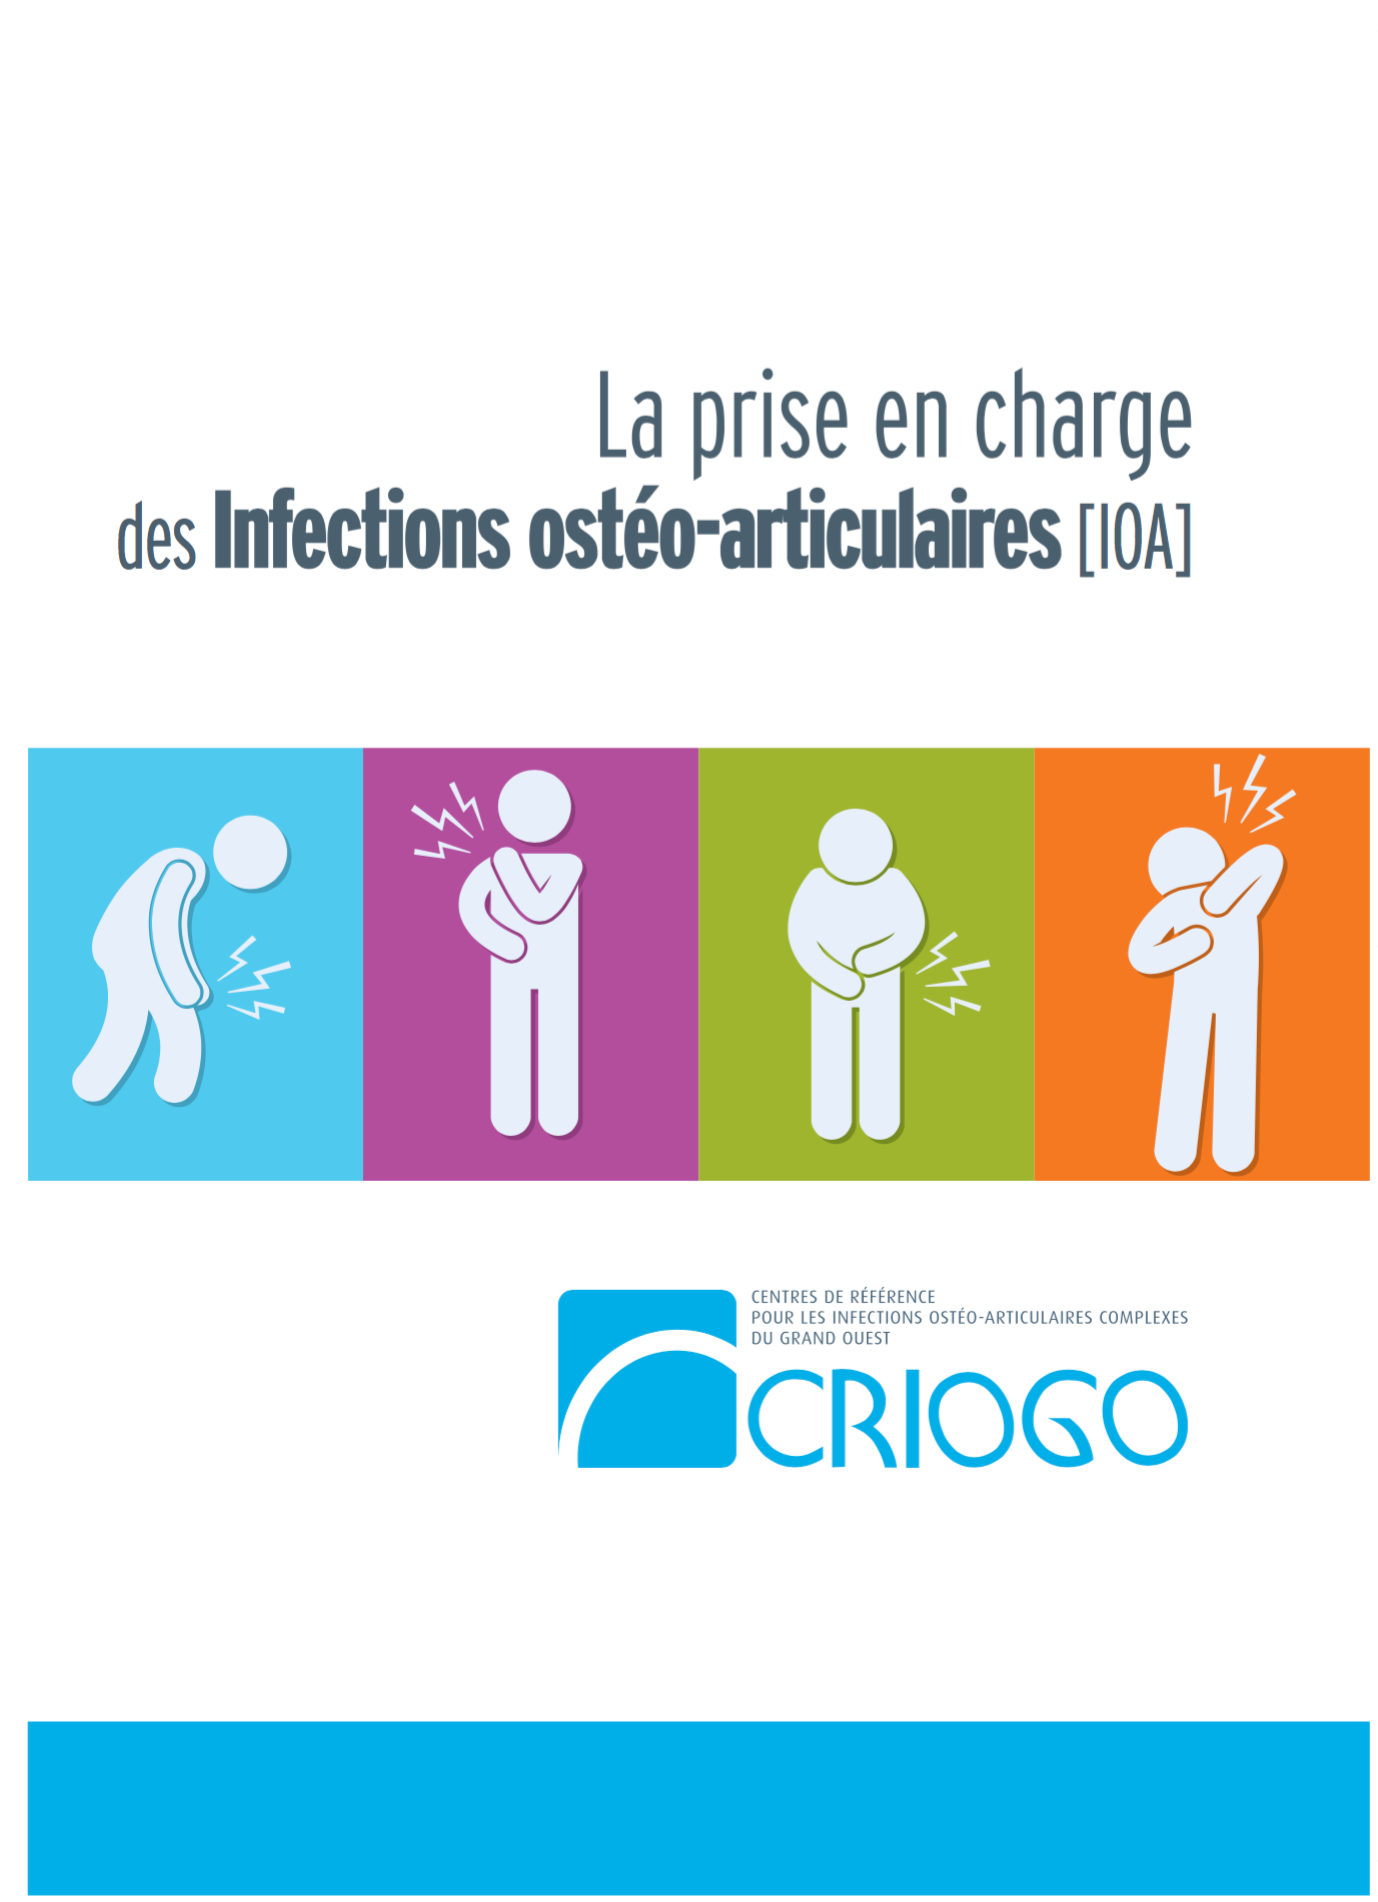 La prise en charge
des Infections ostéo-articulaires [IOA]
CENTRES DE RÉFÉRENCE
POUR LES INFECTIONS OSTÉO-ARTICULAIRES COMPLEXES
DU GRAND OUEST
CRIOGO